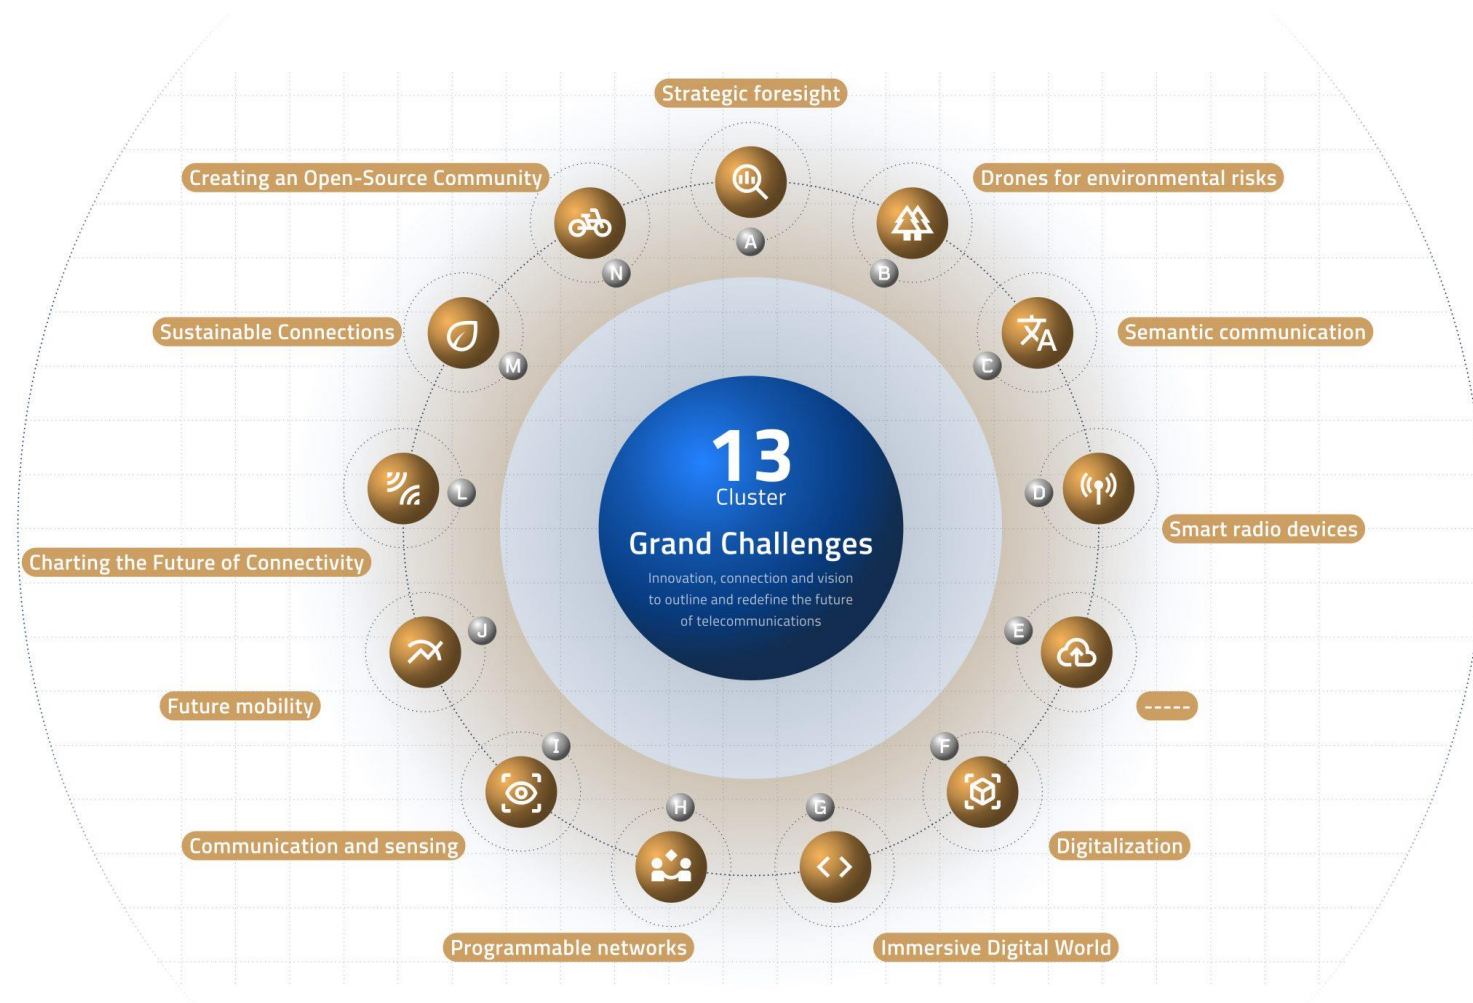 Strategic foresight
Creating an Open-Source Community
Drones for environmental risks
A
N
B
Sustainable Connections
Semantic communication
M
C
13
Cluster
L
D
Grand Challenges
Smart radio devices
Charting the Future of Connectivity
Innovation, connection and vision
to outline and redefine the future
of telecommunications
J
E
Future mobility
-----
I
F
Communication and sensing
Digitalization
H
G
Programmable networks
Immersive Digital World